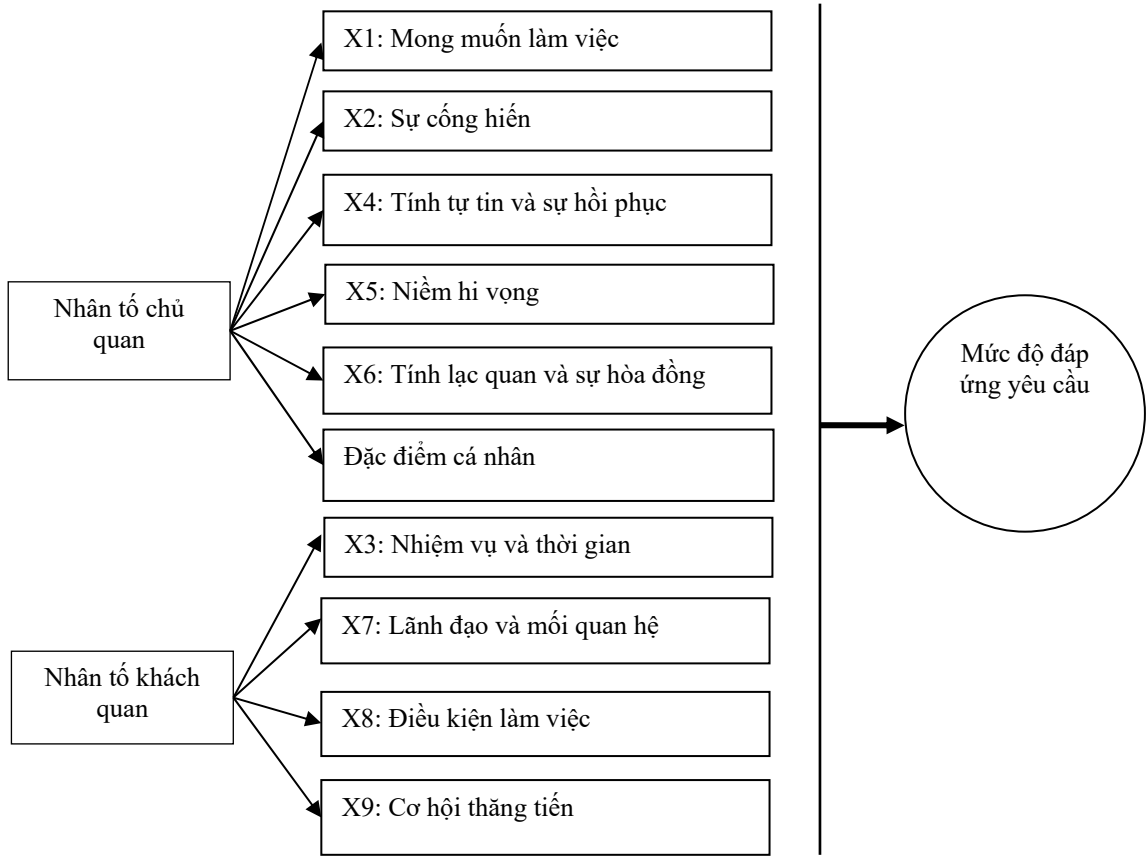 X1: Mong muốn làm việc
X2: Sự cống hiến
X4: Tính tự tin và sự hồi phục
X5: Niềm hi vọng
Nhân tố chủ
quan
X6: Tính lạc quan và sự hòa đồng
Đặc điểm cá nhân
Mức độ đáp
ứng yêu cầu
X3: Nhiệm vụ và thời gian
X7: Lãnh đạo và mối quan hệ
Nhân tố khách
quan
X8: Điều kiện làm việc
X9: Cơ hội thăng tiến